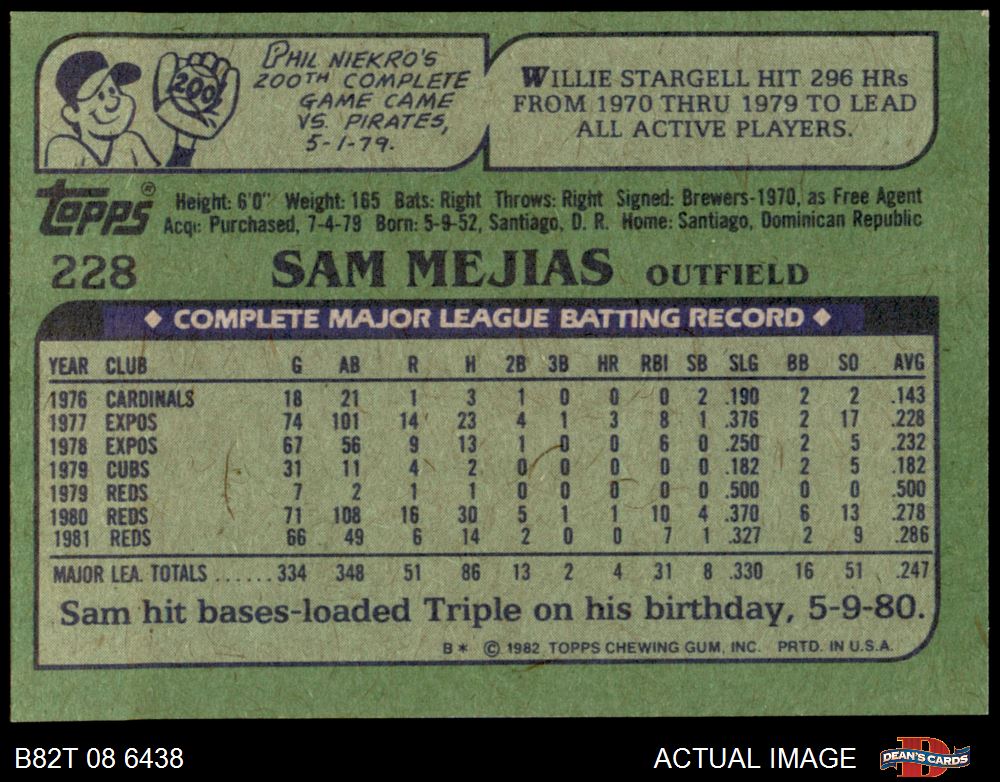 PHIL NIEKRO'S
200TH COMPLETE
GAME CAME
VS. PIRATES,
5-1-79.
200
WILLIE STARGELL HIT 296 HRs
FROM 1970 THRU 1979 TO LEAD
ALL ACTIVE PLAYERS.
TOPPS®
Height: 6'0" Weight: 165 Bats: Right Throws: Right Signed: Brewers-1970, as Free Agent
Acq: Purchased, 7-4-79 Born: 5-9-52, Santiago, D. R. Home: Santiago, Dominican Republic
228 SAM MEJIAS OUTFIELD
◆ COMPLETE MAJOR LEAGUE BATTING RECORD ◆
YEAR CLUB G AB R H 2B 3B HR RBI SB SLG BB SO AVG
1976 CARDINALS 18 21 1 3 1 0 0 0 2 .190 2 2 .143
1977 EXPOS 74 101 14 23 4 1 3 8 1 .376 2 17 .228
1978 EXPOS 67 56 9 13 1 0 0 6 0 .250 2 5 .232
1979 CUBS 31 11 4 2 0 0 0 0 0 .182 2 5 .182
1979 REDS 7 2 1 1 0 0 0 0 0 .500 0 0 .500
1980 REDS 71 108 16 30 5 1 1 10 4 .370 6 13 .278
1981 REDS 66 49 6 14 2 0 0 7 1 .327 2 9 .286
MAJOR LEA. TOTALS ...... 334 348 51 86 13 2 4 31 8 .330 16 51 .247
Sam hit bases-loaded Triple on his birthday, 5-9-80.
B* © 1982 TOPPS CHEWING GUM, INC. PRTD. IN U.S.A.
B82T 08 6438 ACTUAL IMAGE DEAN'S CARDS